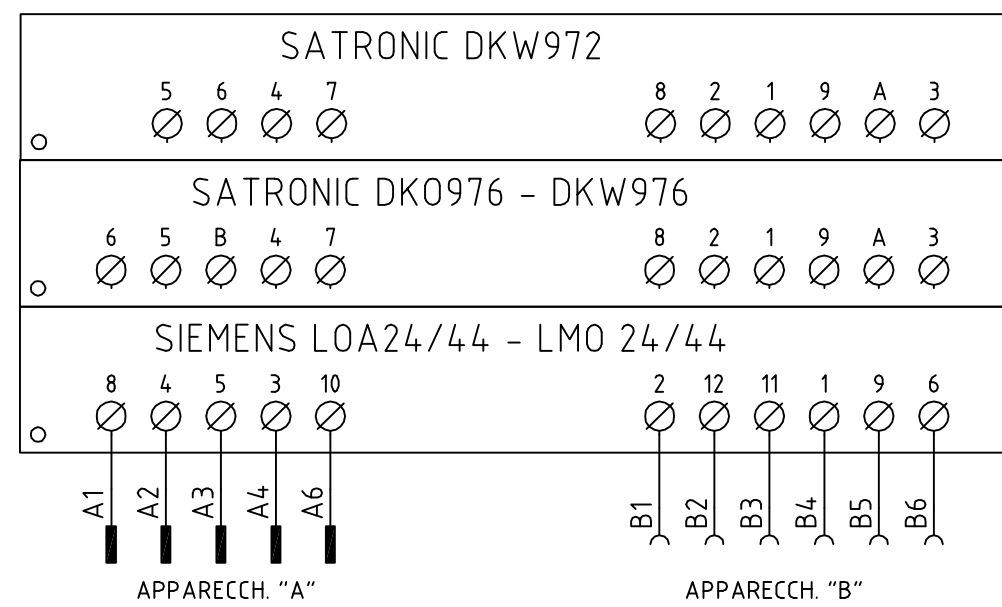 SATRONIC DKW972
5 6 4 7 8 2 1 9 A 3
SATRONIC DKO976 - DKW976
6 5 B 4 7 8 2 1 9 A 3
SIEMENS LOA24/44 - LMO 24/44
8 4 5 3 10 2 12 11 1 9 6
A1 A2 A3 A4 A6 B1 B2 B3 B4 B5 B6
APPARECCH. "A" APPARECCH. "B"